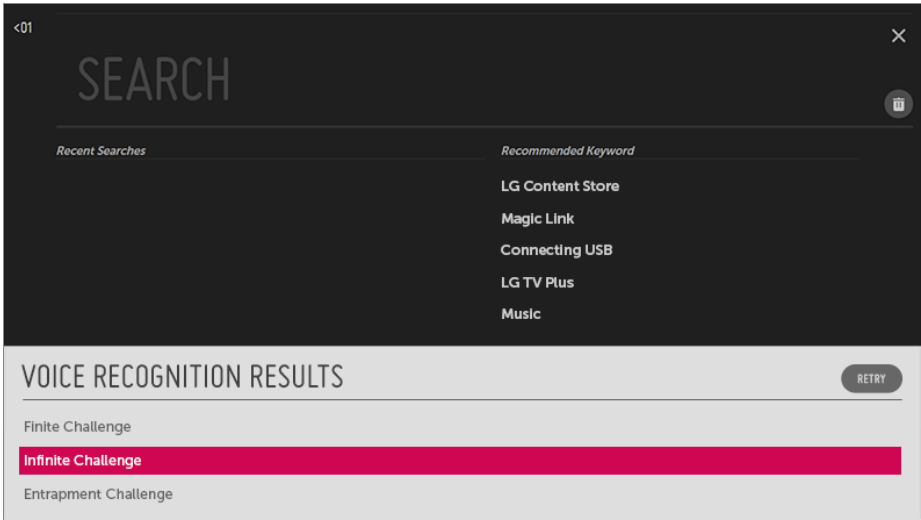 <01
SEARCH
Recent Searches
Recommended Keyword
LG Content Store
Magic Link
Connecting USB
LG TV Plus
Music
VOICE RECOGNITION RESULTS
RETRY
Finite Challenge
Infinite Challenge
Entrapment Challenge